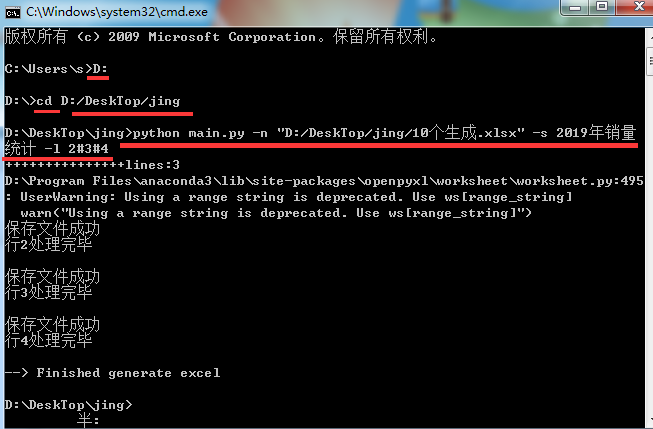 C:\Windows\system32\cmd.exe
版权所有 (c) 2009 Microsoft Corporation。保留所有权利。
C:\Users\s>D:
D:\>cd D:/DeskTop/jing
D:\DeskTop\jing>python main.py -n "D:/DeskTop/jing/10个生成.xlsx" -s 2019年销量
统计 -l 2#3#4
+++++++++++++++lines:3
D:\Program Files\anaconda3\lib\site-packages\openpyxl\worksheet\worksheet.py:495
: UserWarning: Using a range string is deprecated. Use ws[range_string]
warn("Using a range string is deprecated. Use ws[range_string]")
保存文件成功
行2处理完毕
保存文件成功
行3处理完毕
保存文件成功
行4处理完毕
--> Finished generate excel
D:\DeskTop\jing>
半: